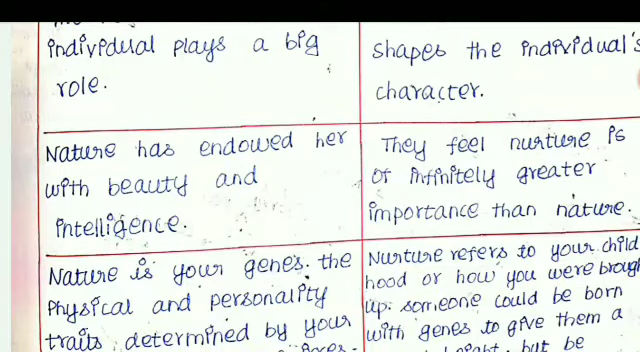 individual plays a big
role.
shapes the individual's
character.
Nature has endowed her
with beauty and
intelligence.
They feel nurture is
of infinitely greater
importance than nature.
Nature is your genes. the
physical and personality
traits determined by your
Nurture refers to your child
hood or how you were brough
up. someone could be born
with genes to give them a
but be